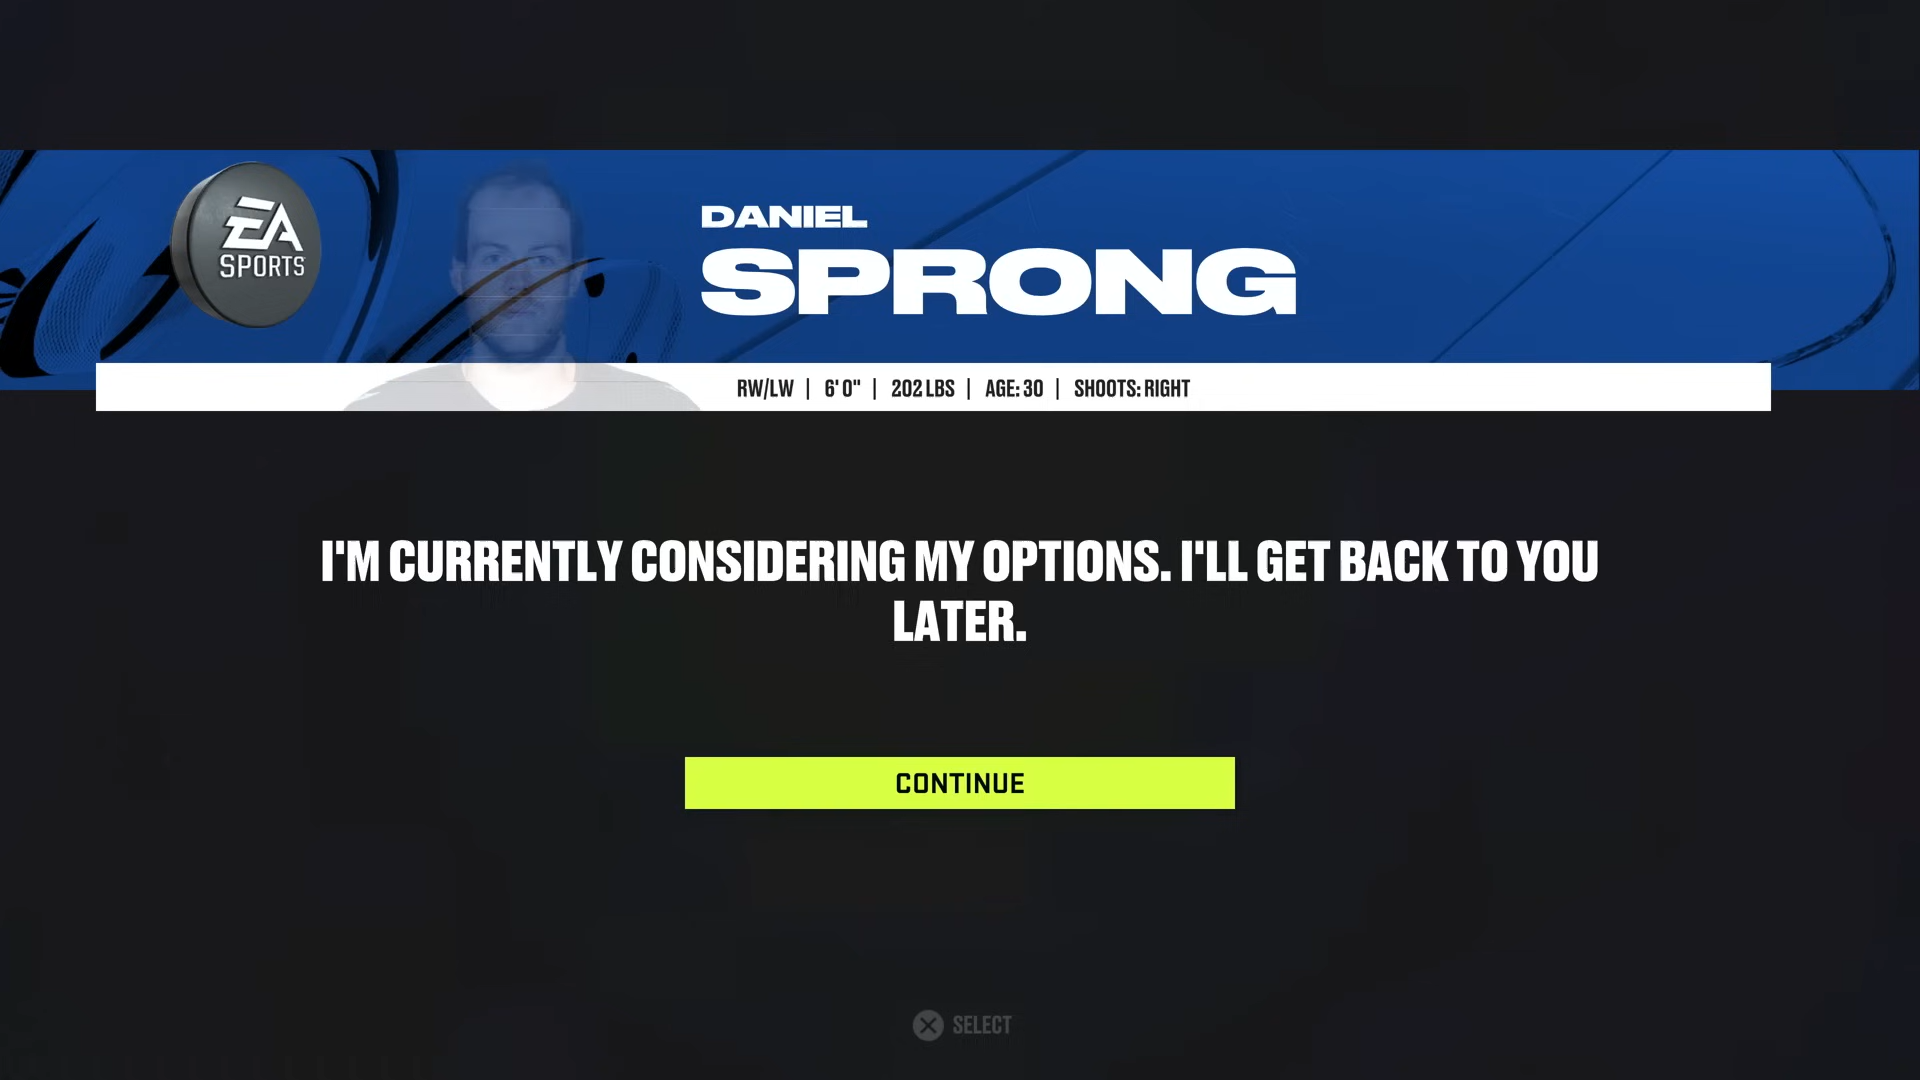 EA
SPORTS
DANIEL
SPRONG
RW/LW | 6' 0" | 202 LBS | AGE: 30 | SHOOTS: RIGHT
I'M CURRENTLY CONSIDERING MY OPTIONS. I'LL GET BACK TO YOU
LATER.
CONTINUE
SELECT